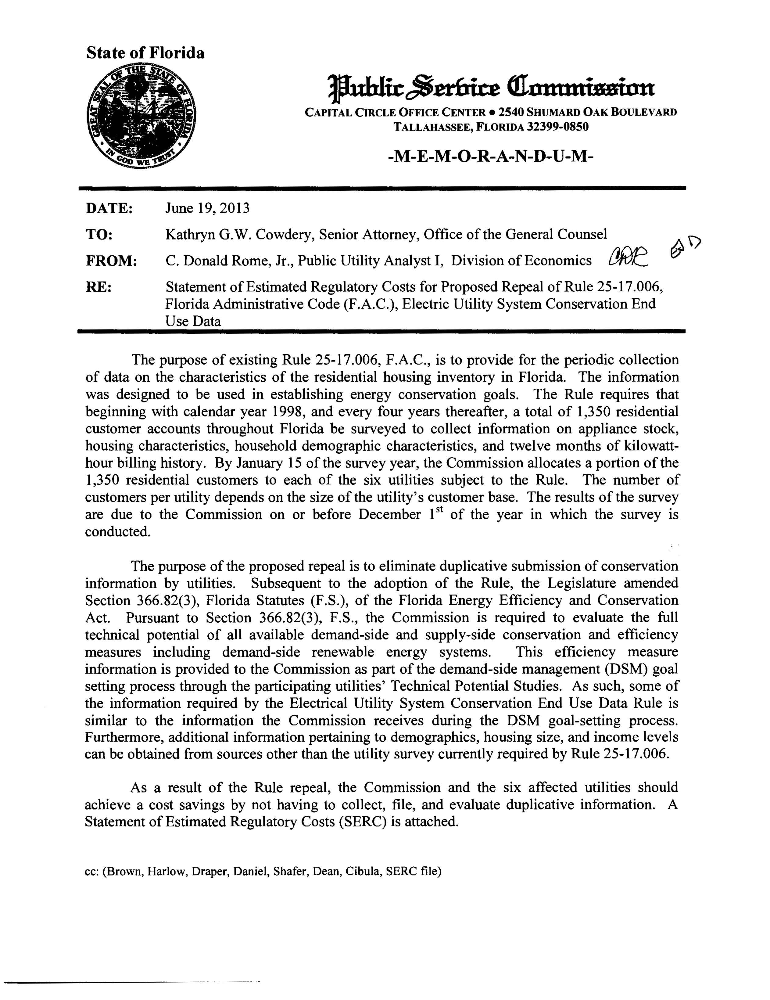 State of Florida
GREAT SEAL OF THE STATE OF FLORIDA
IN GOD WE TRUST
Public Service Commission
CAPITAL CIRCLE OFFICE CENTER ● 2540 SHUMARD OAK BOULEVARD
TALLAHASSEE, FLORIDA 32399-0850
-M-E-M-O-R-A-N-D-U-M-
DATE: June 19, 2013
TO: Kathryn G.W. Cowdery, Senior Attorney, Office of the General Counsel
FROM: C. Donald Rome, Jr., Public Utility Analyst I, Division of Economics
RE: Statement of Estimated Regulatory Costs for Proposed Repeal of Rule 25-17.006,
Florida Administrative Code (F.A.C.), Electric Utility System Conservation End
Use Data
The purpose of existing Rule 25-17.006, F.A.C., is to provide for the periodic collection
of data on the characteristics of the residential housing inventory in Florida. The information
was designed to be used in establishing energy conservation goals. The Rule requires that
beginning with calendar year 1998, and every four years thereafter, a total of 1,350 residential
customer accounts throughout Florida be surveyed to collect information on appliance stock,
housing characteristics, household demographic characteristics, and twelve months of kilowatt-
hour billing history. By January 15 of the survey year, the Commission allocates a portion of the
1,350 residential customers to each of the six utilities subject to the Rule. The number of
customers per utility depends on the size of the utility's customer base. The results of the survey
are due to the Commission on or before December 1st of the year in which the survey is
conducted.
The purpose of the proposed repeal is to eliminate duplicative submission of conservation
information by utilities. Subsequent to the adoption of the Rule, the Legislature amended
Section 366.82(3), Florida Statutes (F.S.), of the Florida Energy Efficiency and Conservation
Act. Pursuant to Section 366.82(3), F.S., the Commission is required to evaluate the full
technical potential of all available demand-side and supply-side conservation and efficiency
measures including demand-side renewable energy systems. This efficiency measure
information is provided to the Commission as part of the demand-side management (DSM) goal
setting process through the participating utilities' Technical Potential Studies. As such, some of
the information required by the Electrical Utility System Conservation End Use Data Rule is
similar to the information the Commission receives during the DSM goal-setting process.
Furthermore, additional information pertaining to demographics, housing size, and income levels
can be obtained from sources other than the utility survey currently required by Rule 25-17.006.
As a result of the Rule repeal, the Commission and the six affected utilities should
achieve a cost savings by not having to collect, file, and evaluate duplicative information. A
Statement of Estimated Regulatory Costs (SERC) is attached.
cc: (Brown, Harlow, Draper, Daniel, Shafer, Dean, Cibula, SERC file)